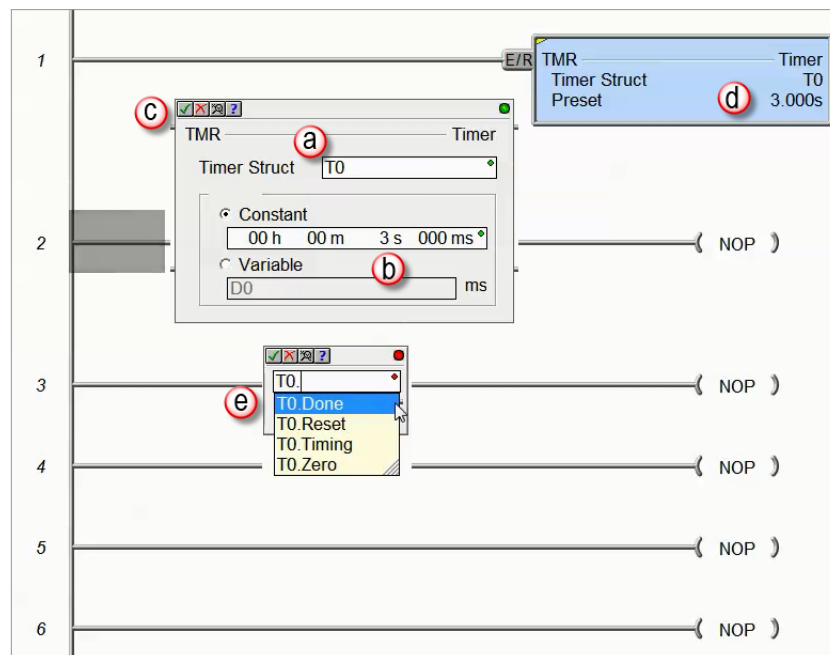 1
E/R
TMR Timer
Timer Struct T0
Preset d 3.000s
c
?
TMR Timer
a
Timer Struct T0
Constant
00 h 00 m 3 s 000 ms
Variable
b
D0 ms
2
NOP
?
3
T0.
NOP
e
T0.Done
T0.Reset
T0.Timing
T0.Zero
4
NOP
5
NOP
6
NOP